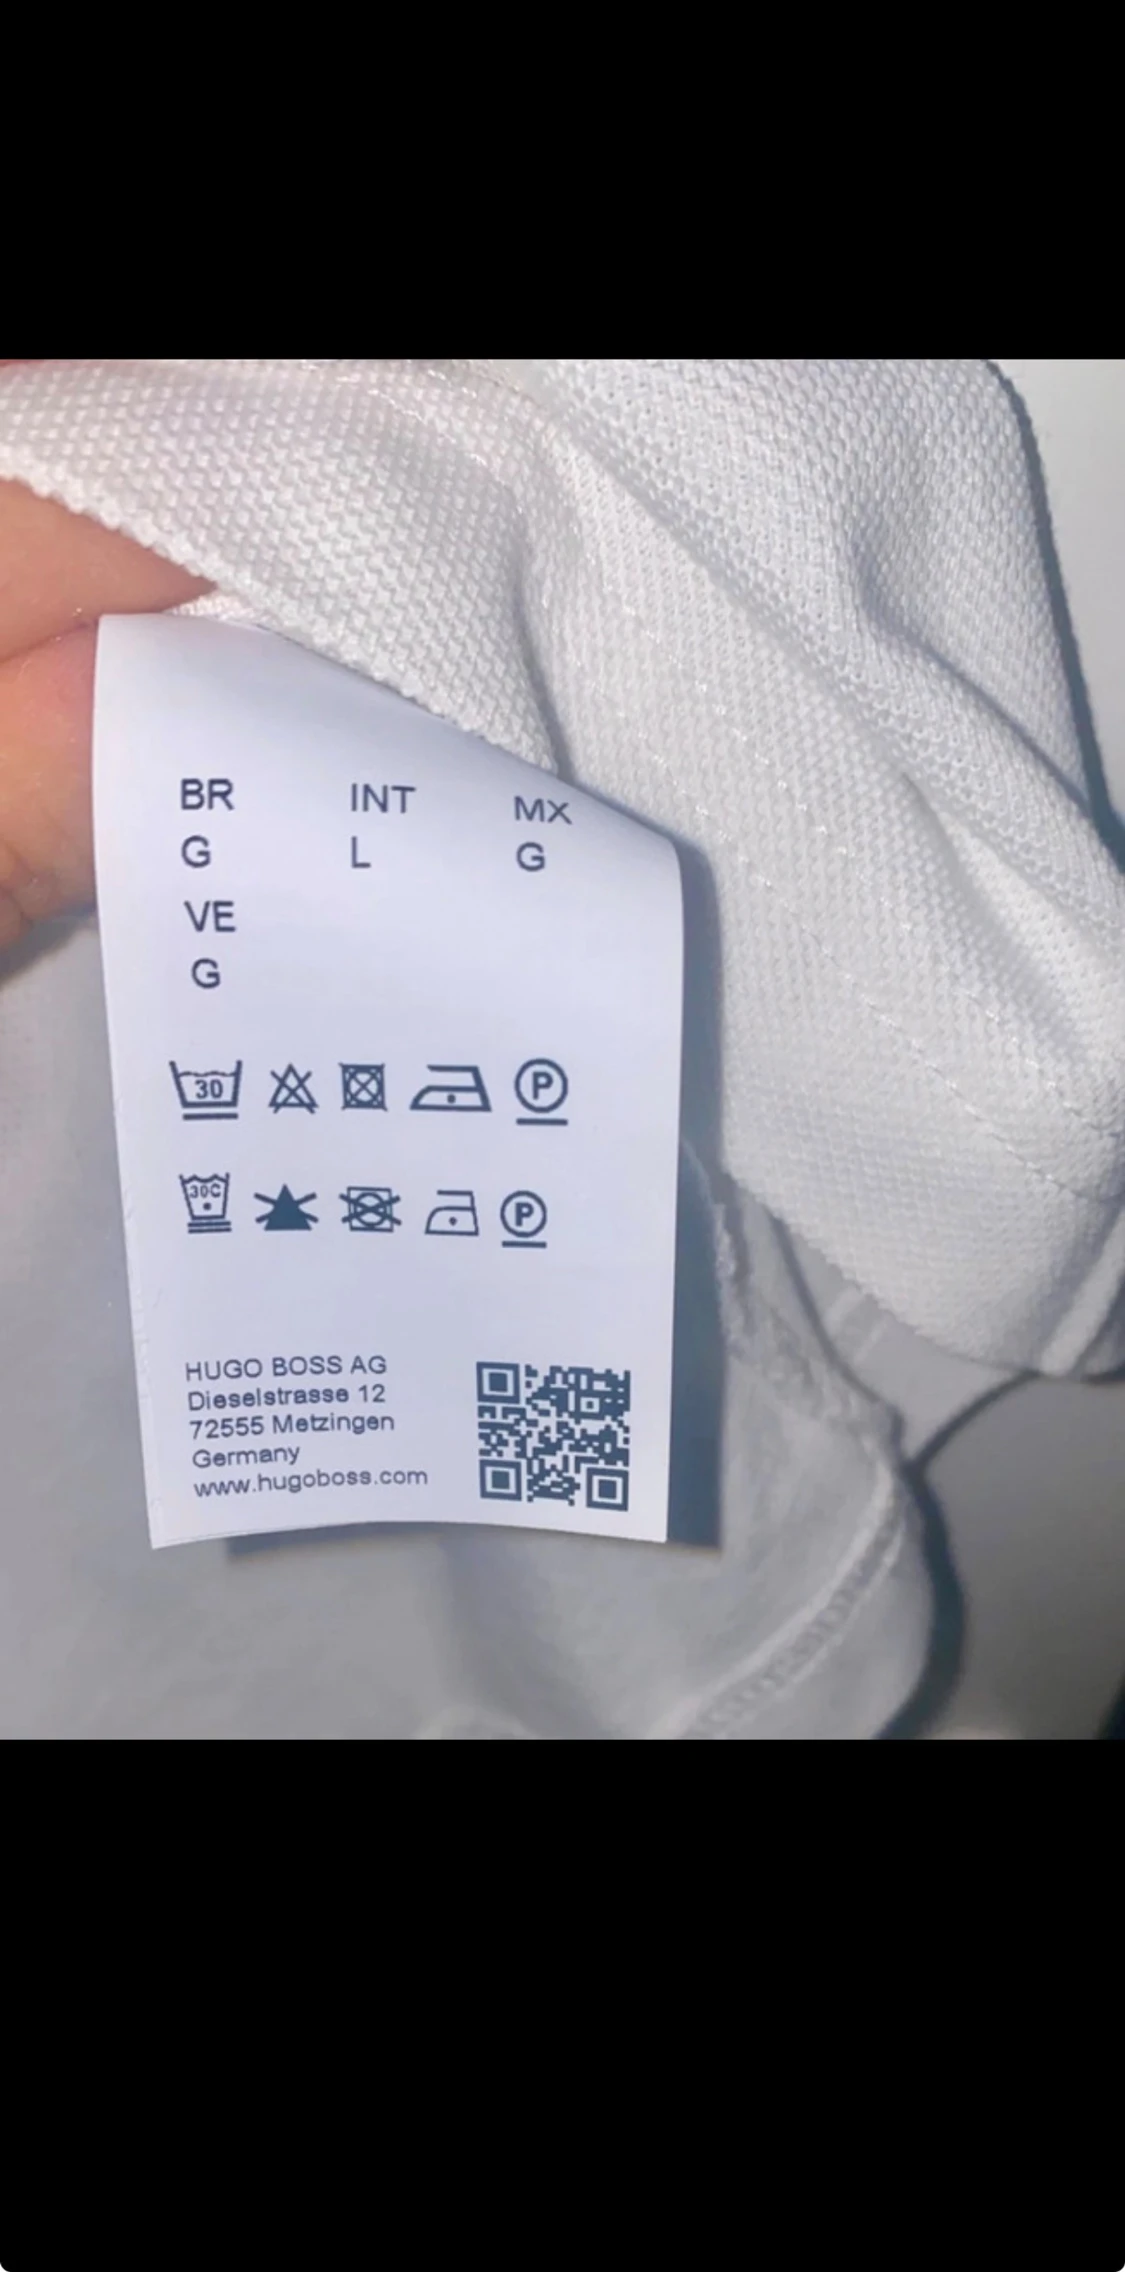 BR INT MX
G L G
VE
G
30 P
30C P
HUGO BOSS AG
Dieselstrasse 12
72555 Metzingen
Germany
www.hugoboss.com